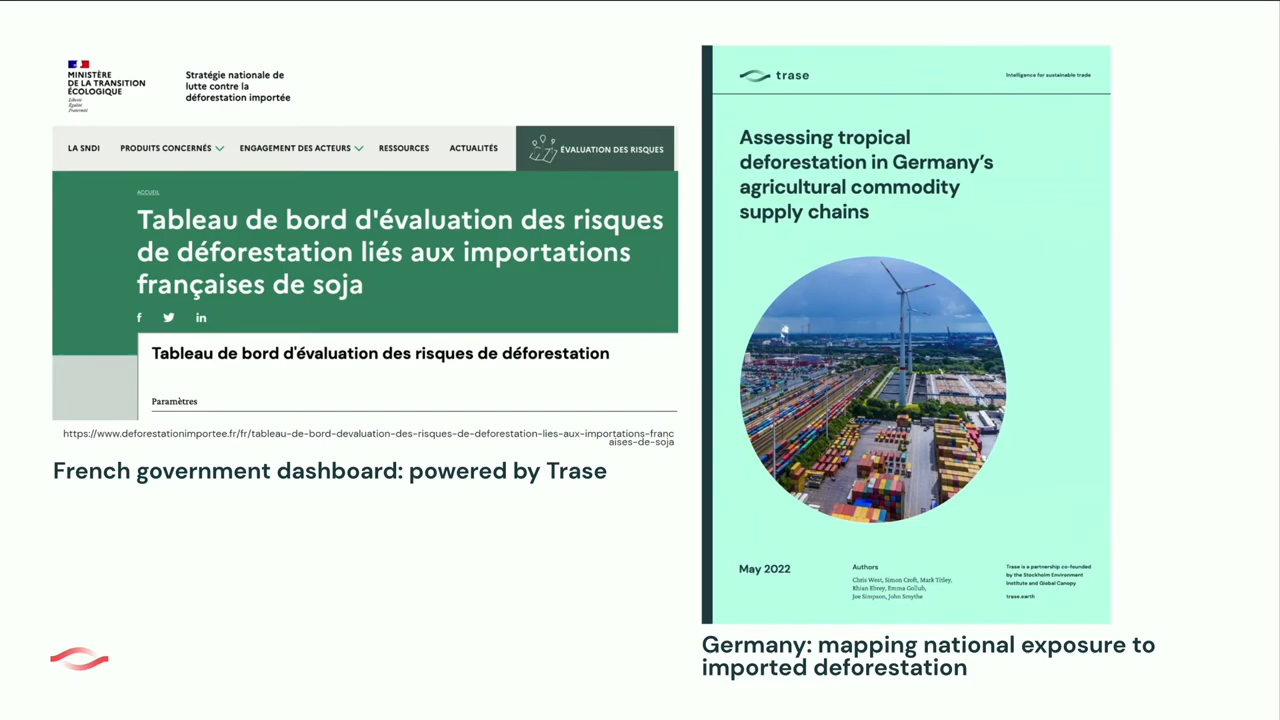 MINISTÈRE
DE LA TRANSITION
ÉCOLOGIQUE
Liberté
Égalité
Fraternité
Stratégie nationale de
lutte contre la
déforestation importée
LA SNDI
PRODUITS CONCERNÉS
ENGAGEMENT DES ACTEURS
RESSOURCES
ACTUALITÉS
ÉVALUATION DES RISQUES
ACCUEIL
Tableau de bord d'évaluation des risques
de déforestation liés aux importations
françaises de soja
Tableau de bord d'évaluation des risques de déforestation
Paramètres
https://www.deforestationimportee.fr/fr/tableau-de-bord-devaluation-des-risques-de-deforestation-lies-aux-importations-franc
aises-de-soja
French government dashboard: powered by Trase
trase
Intelligence for sustainable trade
Assessing tropical
deforestation in Germany's
agricultural commodity
supply chains
May 2022
Authors
Chris West, Simon Croft, Mark Titley,
Rhian Ebrey, Emma Gollub,
Joe Simpson, John Smythe
Trase is a partnership co-founded
by the Stockholm Environment
Institute and Global Canopy
trase.earth
Germany: mapping national exposure to
imported deforestation